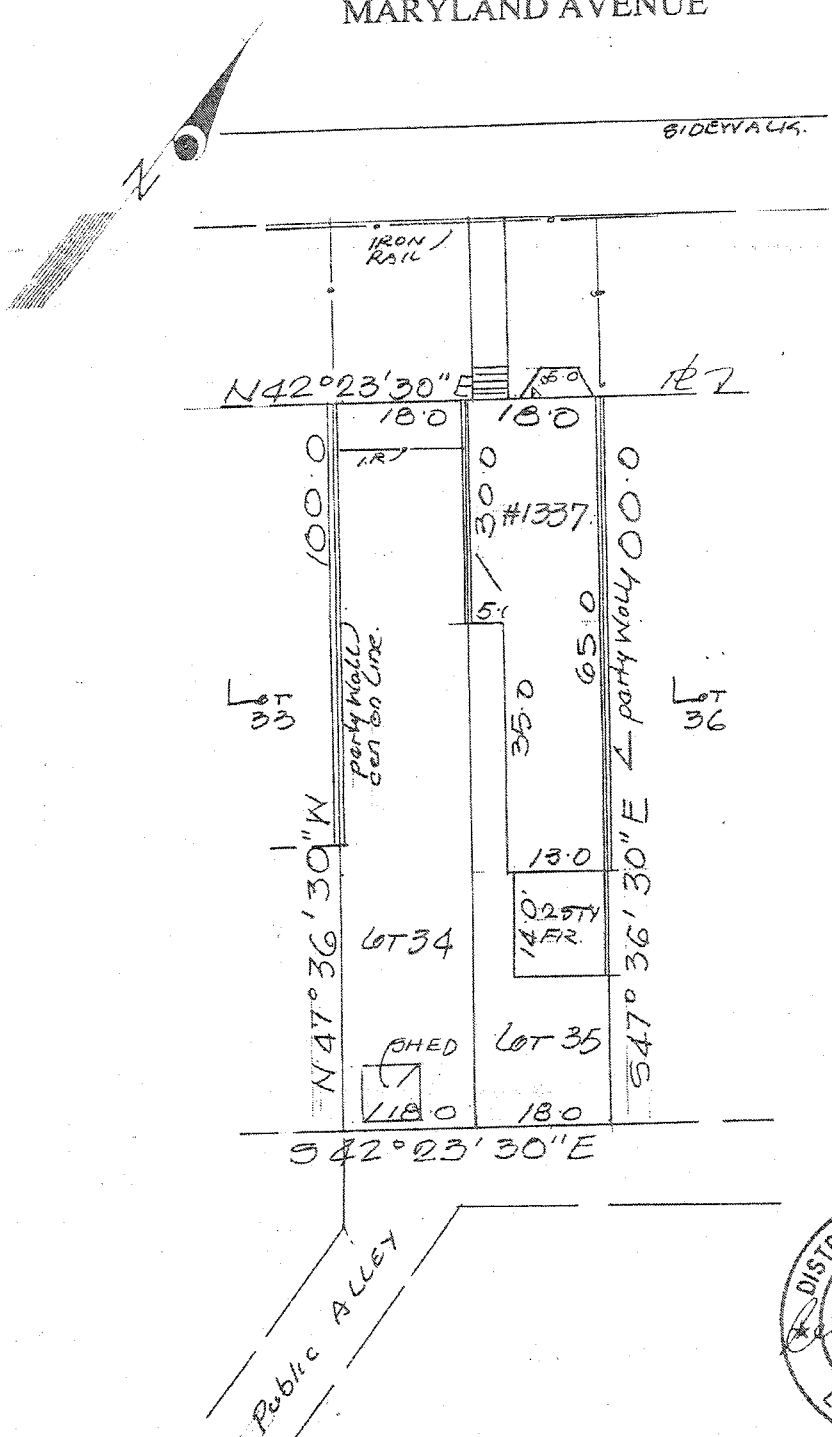 MARYLAND AVENUE
SIDEWALK.
N
IRON
RAIL
N42°23'30"E
5.0
18.0
18.0
100.0
I.R.
30.0
#1337.
5.
party Wall
cen on Line.
35.0
65.0
party Wall
100.0
LOT
33
LOT
36
N47°36'30"W
13.0
14.0'
2 STY
FR.
S47°36'30"E
LOT 34
SHED
LOT 35
18.0
18.0
S42°23'30"E
Public ALLEY